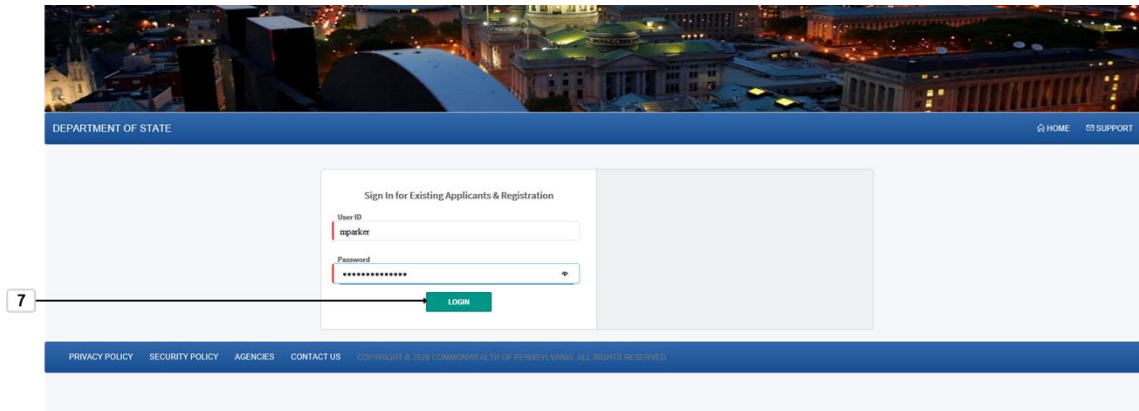 DEPARTMENT OF STATE
HOME SUPPORT
Sign In for Existing Applicants & Registration
User ID
mparker
Password
••••••••••••••
7
LOGIN
PRIVACY POLICY SECURITY POLICY AGENCIES CONTACT US COPYRIGHT © 2020 COMMONWEALTH OF PENNSYLVANIA. ALL RIGHTS RESERVED